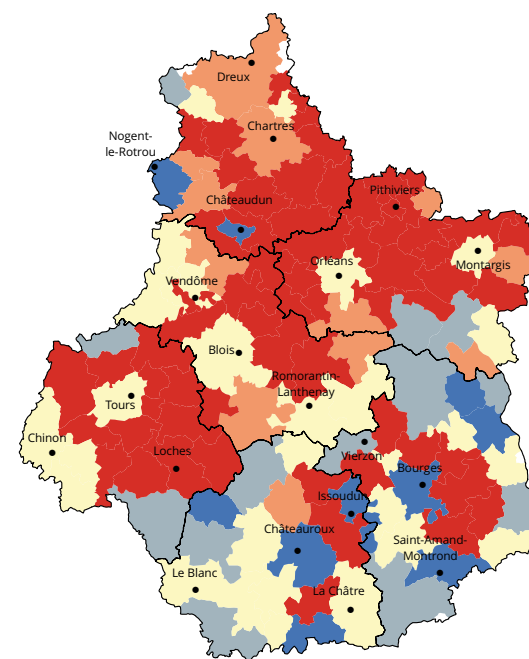 Dreux
Chartres
Nogent-
le-Rotrou
Pithiviers
Châteaudun
Orléans
Montargis
Vendôme
Blois
Romorantin-
Lanthenay
Tours
Chinon
Loches
Vierzon
Bourges
Issoudun
Châteauroux
Saint-Amand-
Montrond
Le Blanc
La Châtre